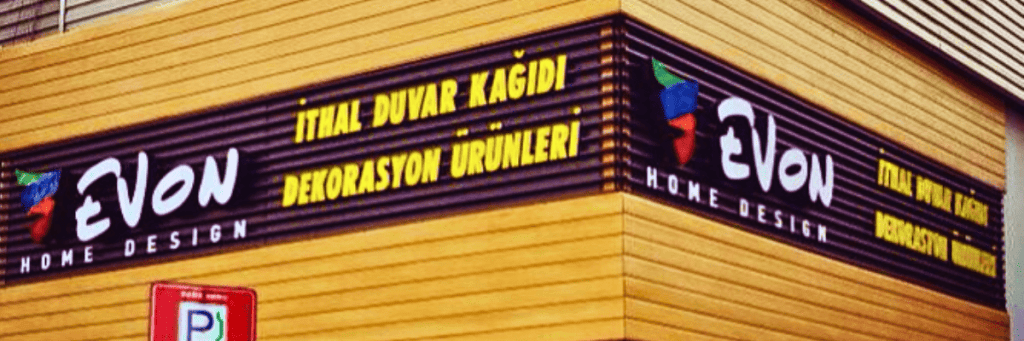 EVON
HOME DESIGN
İTHAL DUVAR KAĞIDI
DEKORASYON ÜRÜNLERİ
EVON
HOME DESIGN
İTHAL DUVAR KAĞIDI
DEKORASYON ÜRÜNLERİ
P